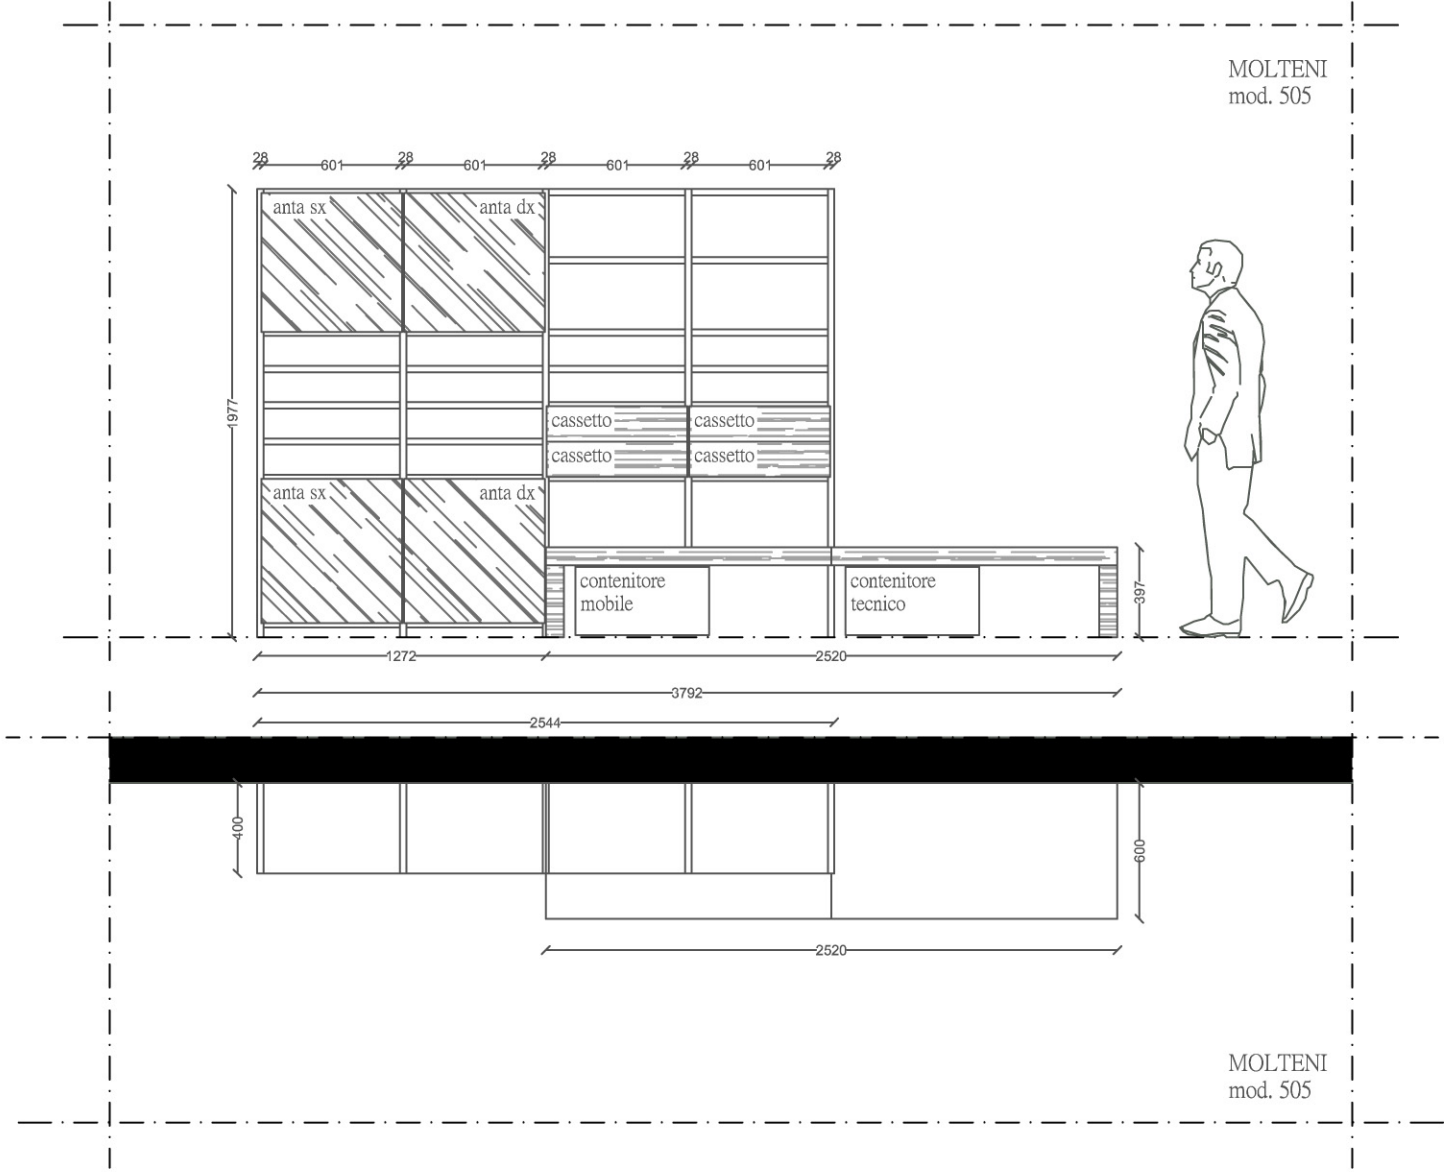 MOLTENI
mod. 505
28 601 28 601 28 601 28 601 28
anta sx anta dx
1977
cassetto cassetto
cassetto cassetto
anta sx anta dx
contenitore
mobile
contenitore
tecnico
397
1272 2520
3792
2544
400
600
2520
MOLTENI
mod. 505